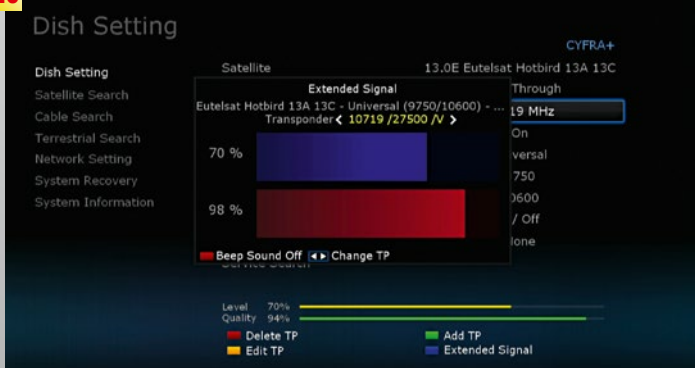 Dish Setting
CYFRA+
Dish Setting
Satellite Search
Cable Search
Terrestrial Search
Network Setting
System Recovery
System Information
Satellite 13.0E Eutelsat Hotbird 13A 13C
Through
19 MHz
On
versal
750
0600
/ Off
Extended Signal
Eutelsat Hotbird 13A 13C - Universal (9750/10600) - ...
Transponder < 10719 /27500 /V >
70 %
98 %
Beep Sound Off Change TP
Level 70%
Quality 94%
Delete TP Add TP
Edit TP Extended Signal